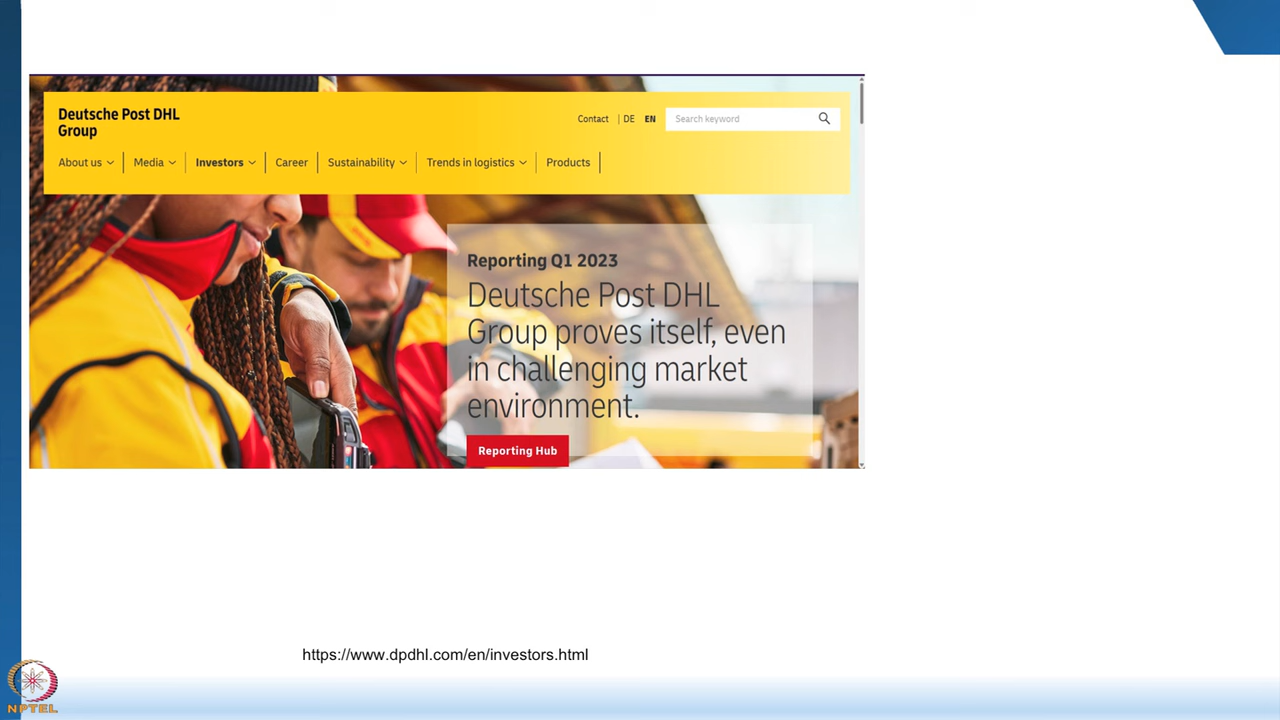 Deutsche Post DHL
Group
Contact | DE EN Search keyword
About us Media Investors Career Sustainability Trends in logistics Products
Reporting Q1 2023
Deutsche Post DHL
Group proves itself, even
in challenging market
environment.
Reporting Hub
https://www.dpdhl.com/en/investors.html
NPTEL